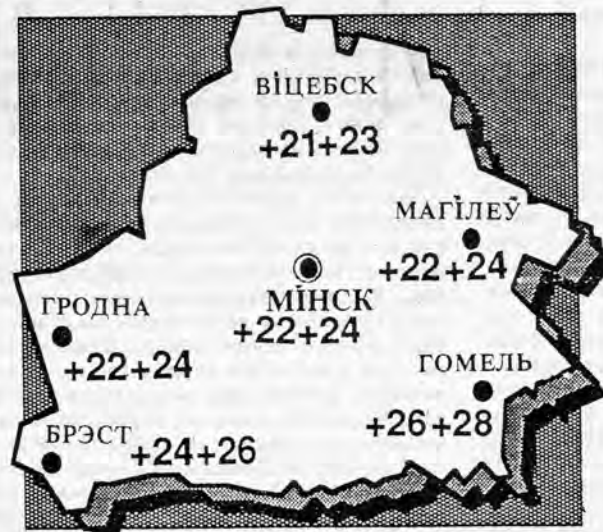 ВІЦЕБСК
+21+23
МАГІЛЕЎ
+22+24
МІНСК
+22+24
ГРОДНА
+22+24
ГОМЕЛЬ
+26+28
БРЭСТ
+24+26